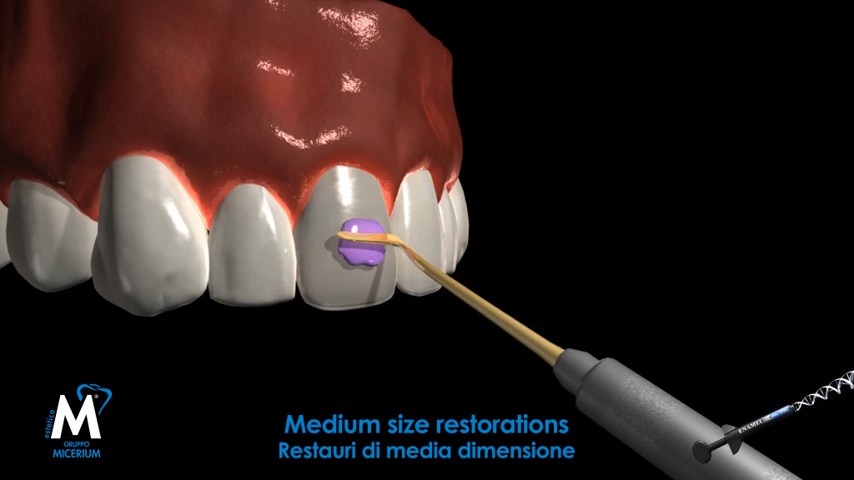 Medium size restorations
Restauri di media dimensione
estetica
M
GRUPPO
MICERIUM
ENAMEL